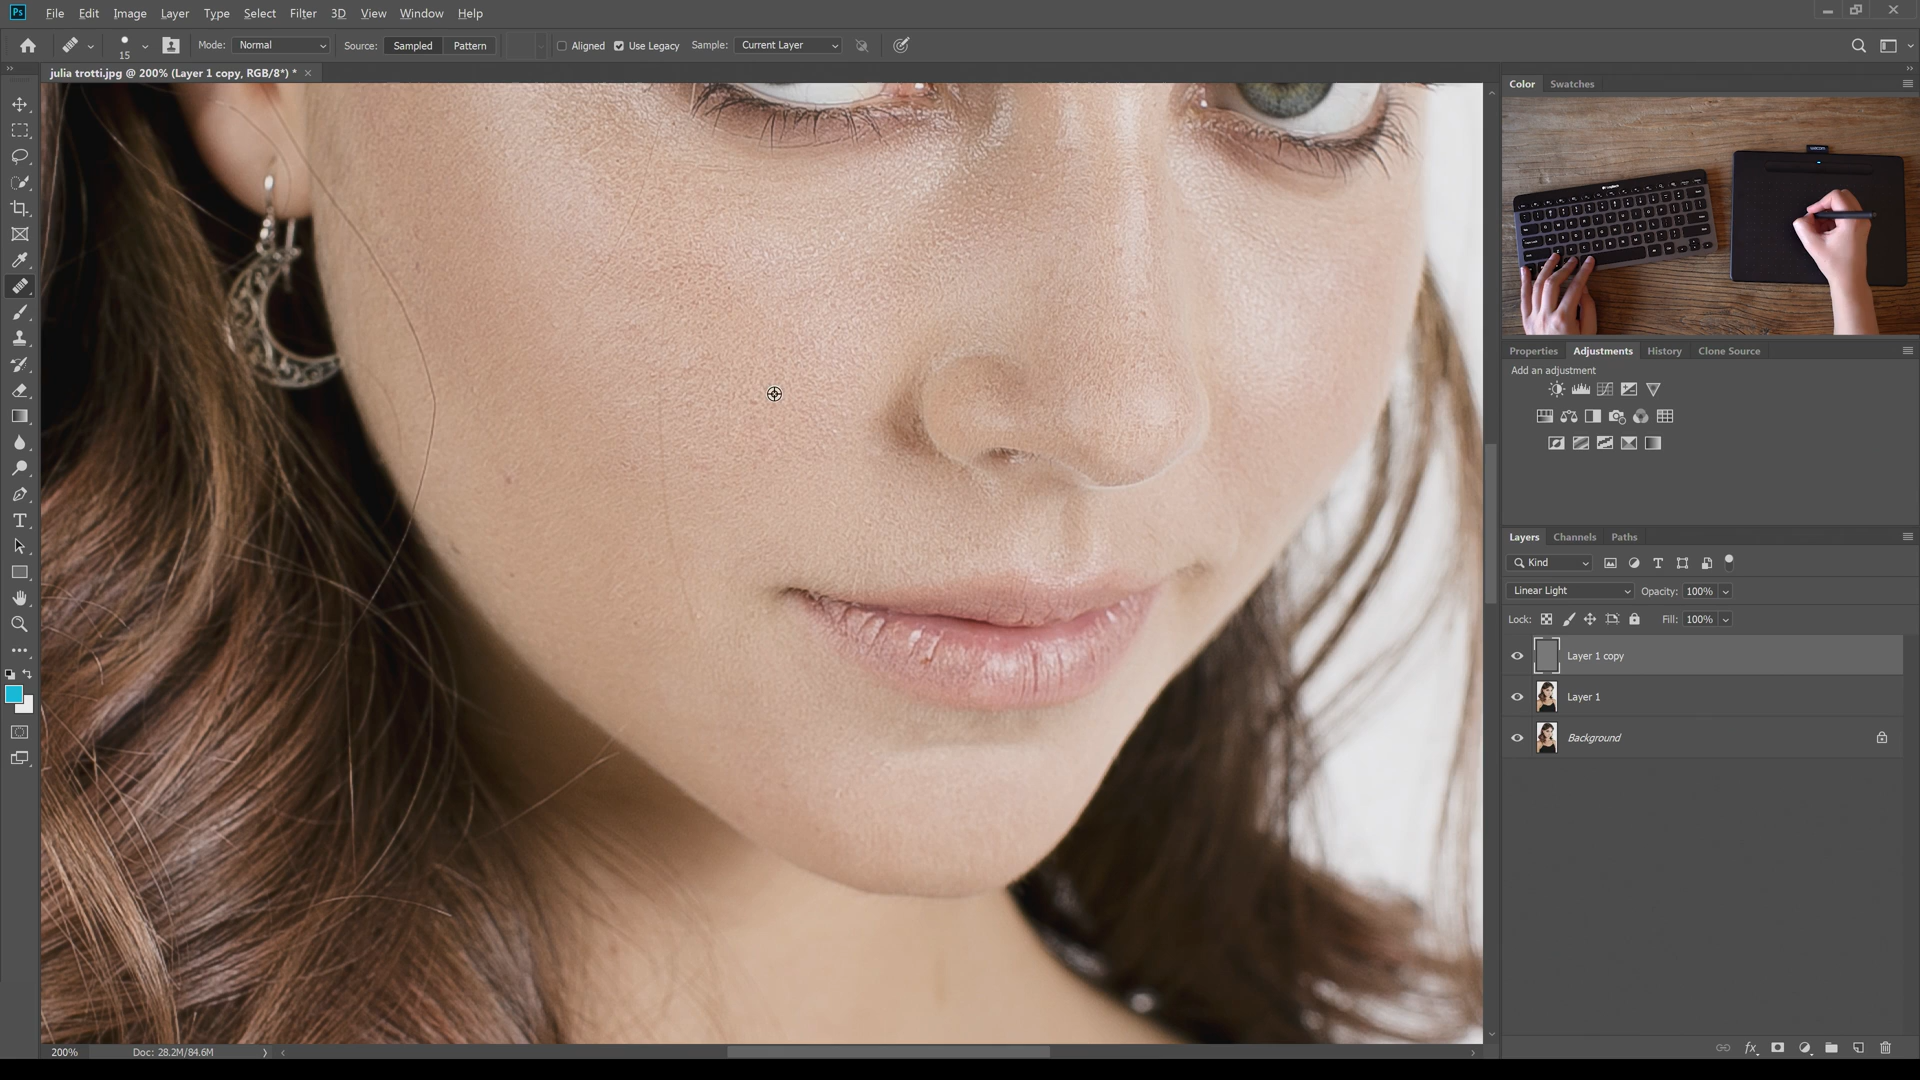 Ps File Edit Image Layer Type Select Filter 3D View Window Help
15 Mode: Normal Source: Sampled Pattern Aligned Use Legacy Sample: Current Layer
julia trotti.jpg @ 200% (Layer 1 copy, RGB/8*) *
Color Swatches
Properties Adjustments History Clone Source
Add an adjustment
Layers Channels Paths
Kind
Linear Light Opacity: 100%
Lock: Fill: 100%
Layer 1 copy
Layer 1
Background
200% Doc: 28.2M/84.6M